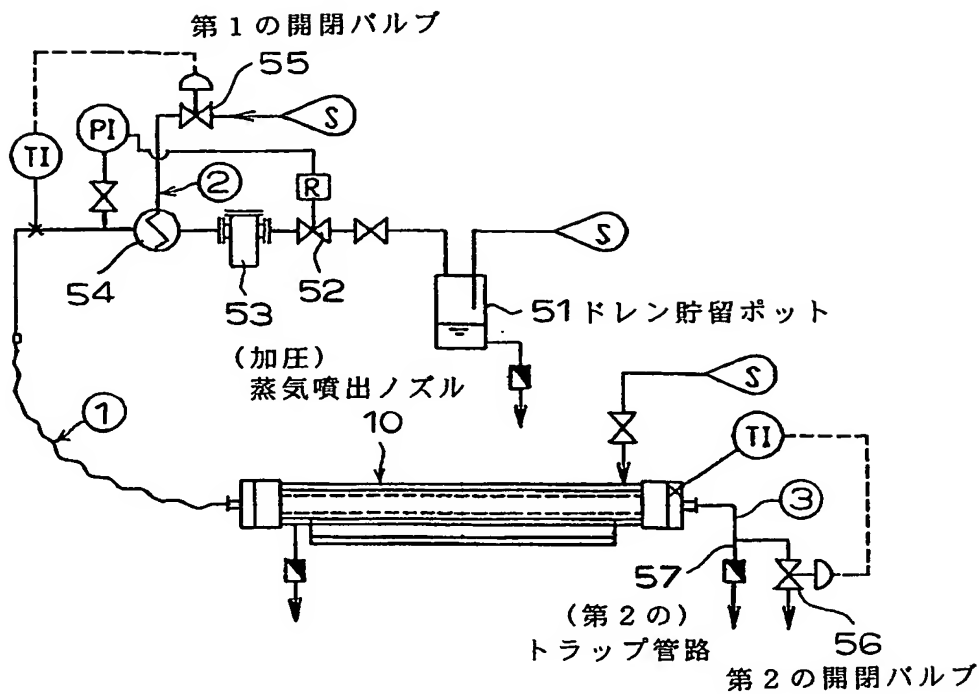 第1の開閉バルブ
55
S
PI
TI
②
R
54
53
52
S
51 ドレン貯留ポット
(加圧)
蒸気噴出ノズル
10
S
①
TI
③
57
(第2の)
トラップ管路
56
第2の開閉バルブ